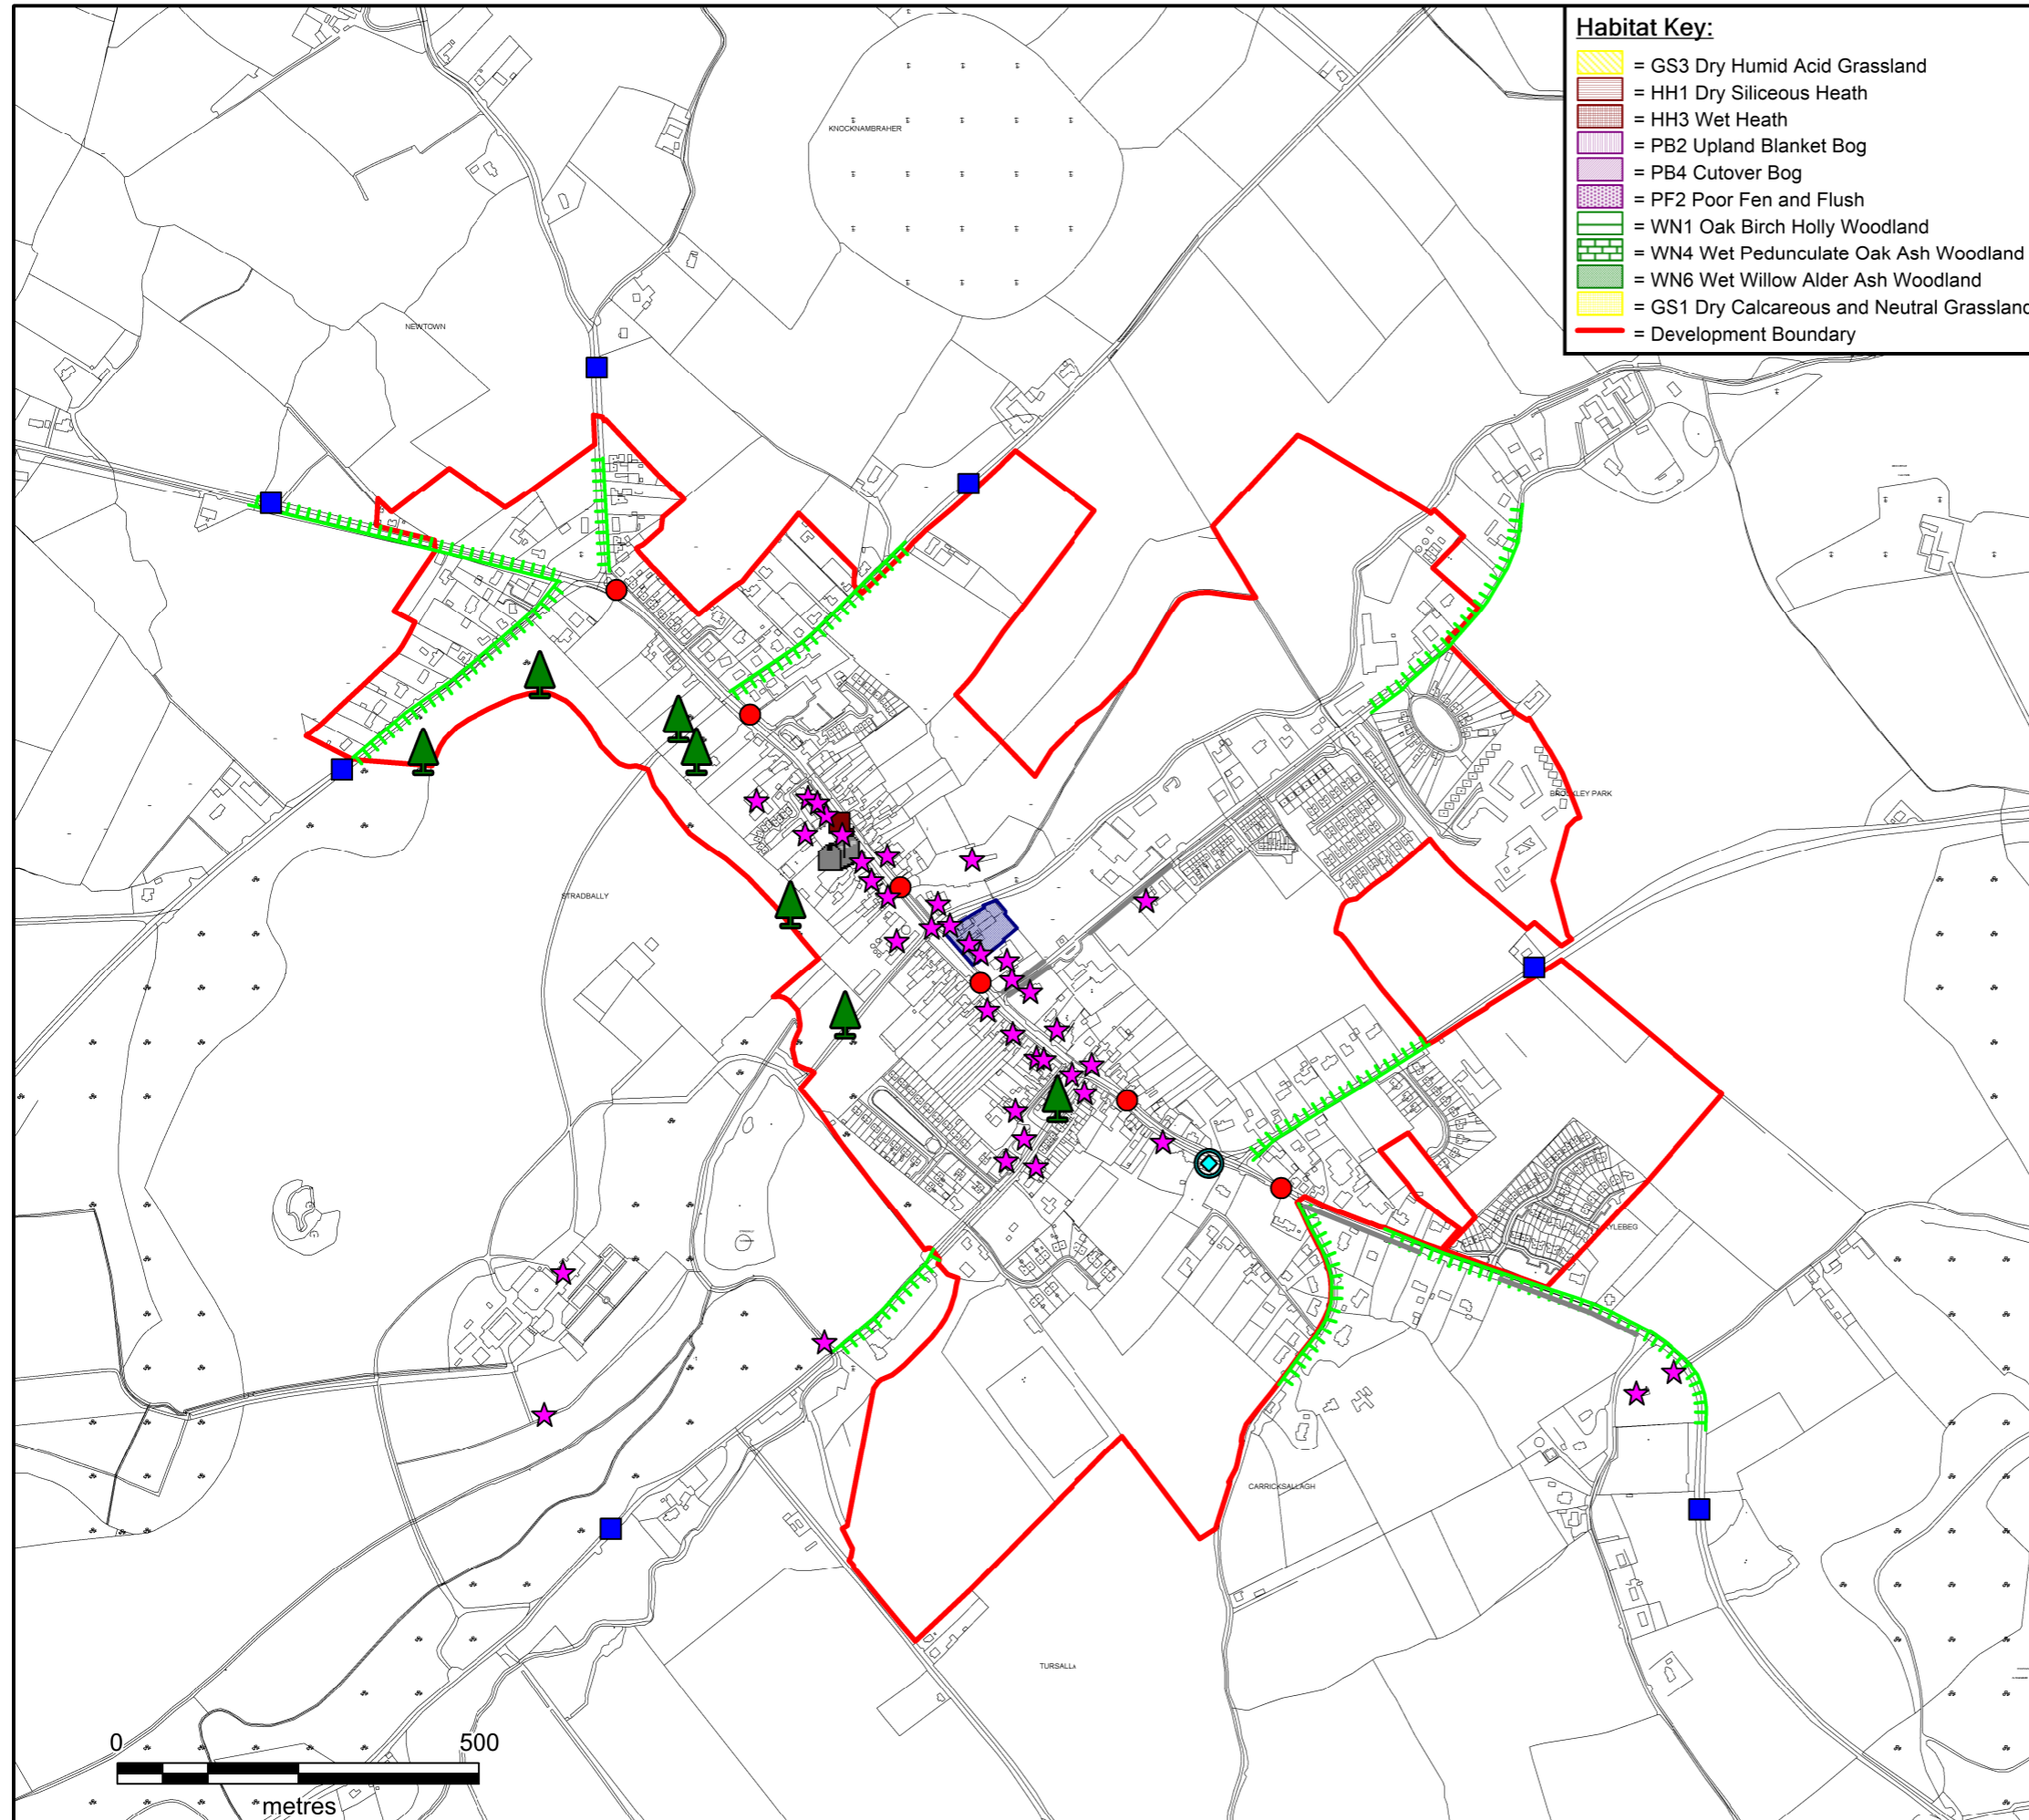 Habitat Key:
= GS3 Dry Humid Acid Grassland
= HH1 Dry Siliceous Heath
= HH3 Wet Heath
= PB2 Upland Blanket Bog
= PB4 Cutover Bog
= PF2 Poor Fen and Flush
= WN1 Oak Birch Holly Woodland
= WN4 Wet Pedunculate Oak Ash Woodland
= WN6 Wet Willow Alder Ash Woodland
= GS1 Dry Calcareous and Neutral Grassland
= Development Boundary
KNOCKNAMBRAHER
NEWTOWN
BROCKLEY PARK
STRADBALLY
KYLEBEG
CARRICKSALLAGH
0 500
metres